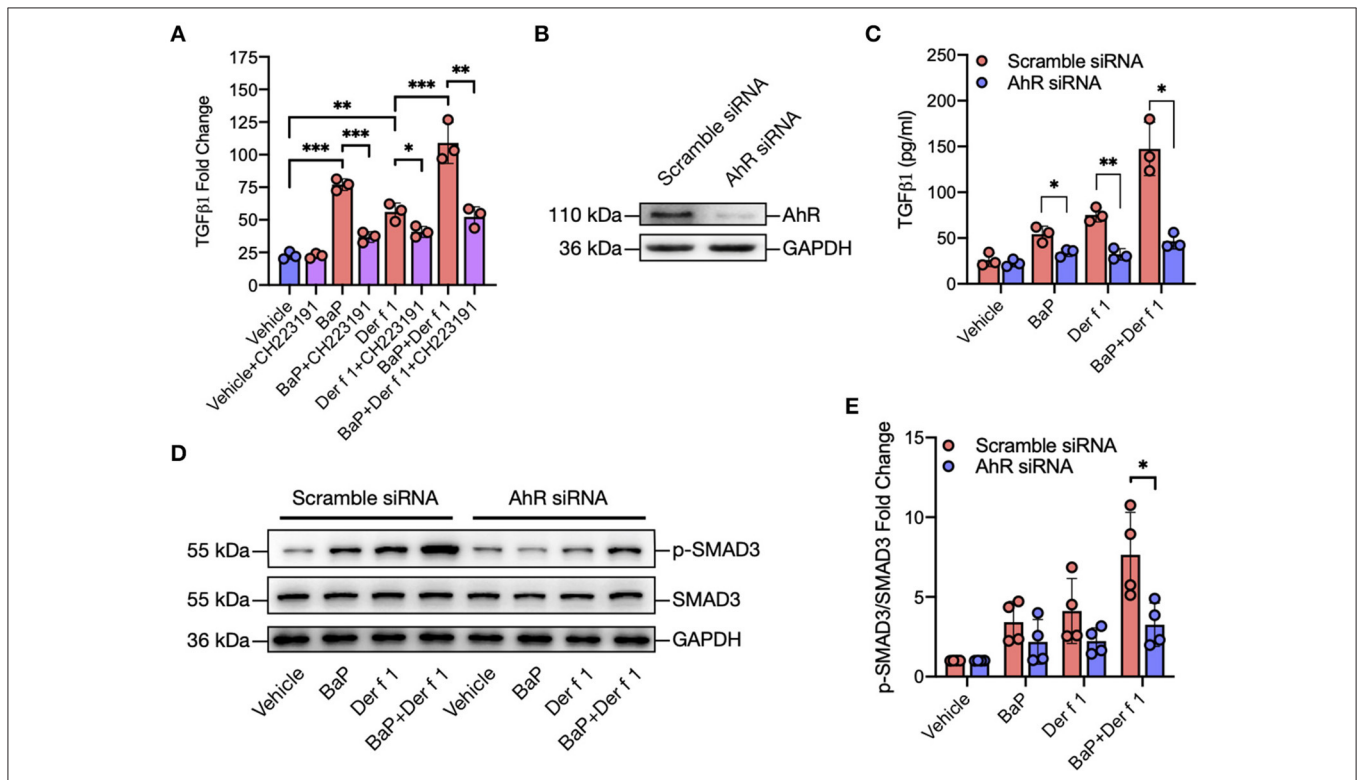 A
TGFβ1 Fold Change
175
150
125
100
75
50
25
0
**
***
***
***
*
**
Vehicle
Vehicle+CH223191
BaP
BaP+CH223191
Der f 1
Der f 1+CH223191
BaP+Der f 1
BaP+Der f 1+CH223191
B
Scramble siRNA
AhR siRNA
110 kDa
AhR
36 kDa
GAPDH
C
TGFβ1 (pg/ml)
250
200
150
100
50
0
Scramble siRNA
AhR siRNA
*
**
*
Vehicle
BaP
Der f 1
BaP+Der f 1
D
Scramble siRNA
AhR siRNA
55 kDa
p-SMAD3
55 kDa
SMAD3
36 kDa
GAPDH
Vehicle
BaP
Der f 1
BaP+Der f 1
Vehicle
BaP
Der f 1
BaP+Der f 1
E
p-SMAD3/SMAD3 Fold Change
15
10
5
0
Scramble siRNA
AhR siRNA
*
Vehicle
BaP
Der f 1
BaP+Der f 1